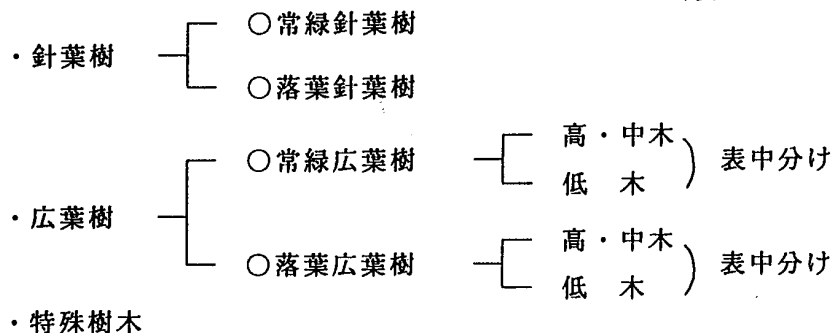 ○常緑針葉樹
・針葉樹
○落葉針葉樹
高・中木
○常緑広葉樹 表中分け
低 木
・広葉樹
高・中木
○落葉広葉樹 表中分け
低 木
・特殊樹木